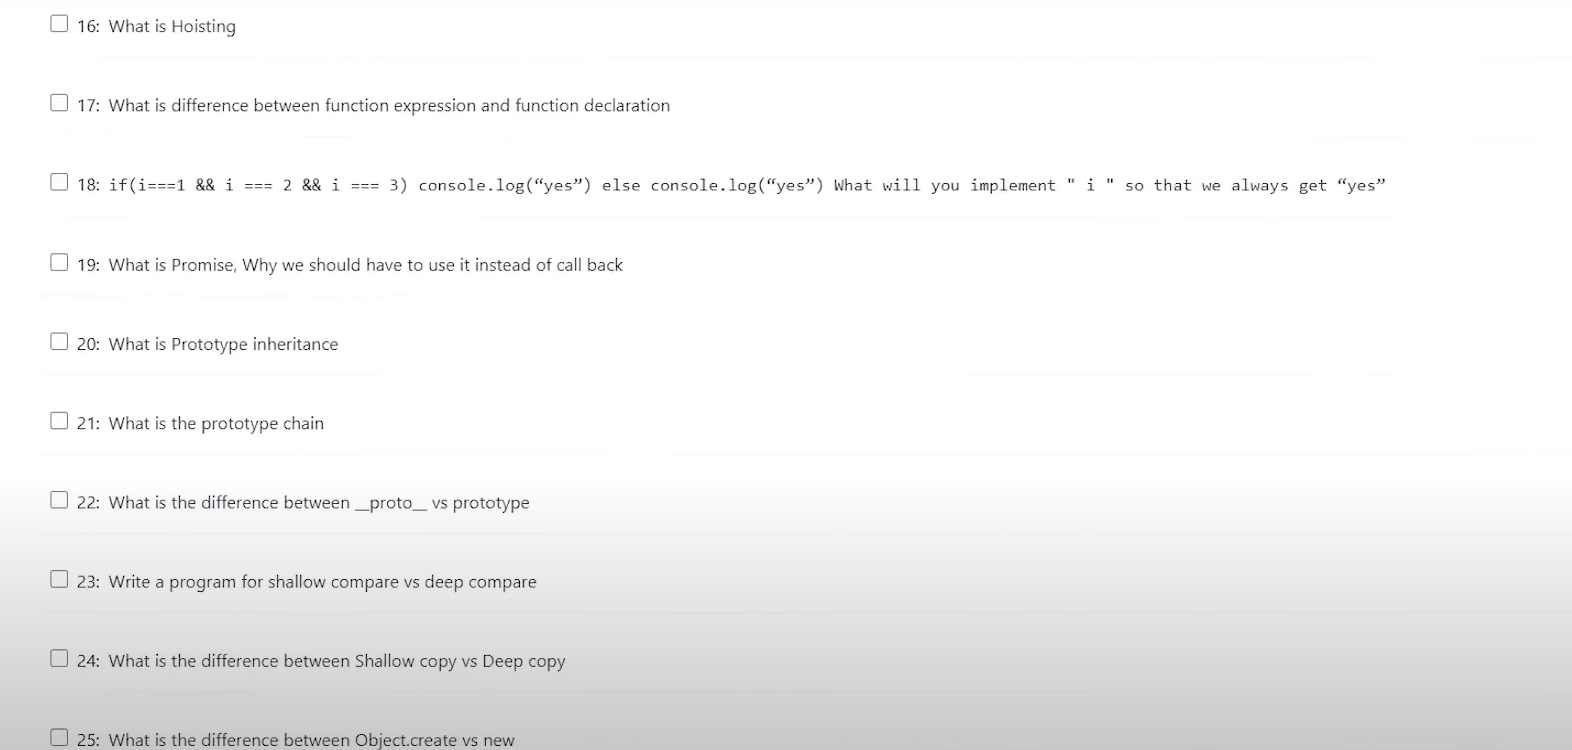 16: What is Hoisting
17: What is difference between function expression and function declaration
18: if(i===1 && i === 2 && i === 3) console.log(“yes”) else console.log(“yes”) What will you implement " i " so that we always get “yes”
19: What is Promise, Why we should have to use it instead of call back
20: What is Prototype inheritance
21: What is the prototype chain
22: What is the difference between __proto__ vs prototype
23: Write a program for shallow compare vs deep compare
24: What is the difference between Shallow copy vs Deep copy
25: What is the difference between Object.create vs new